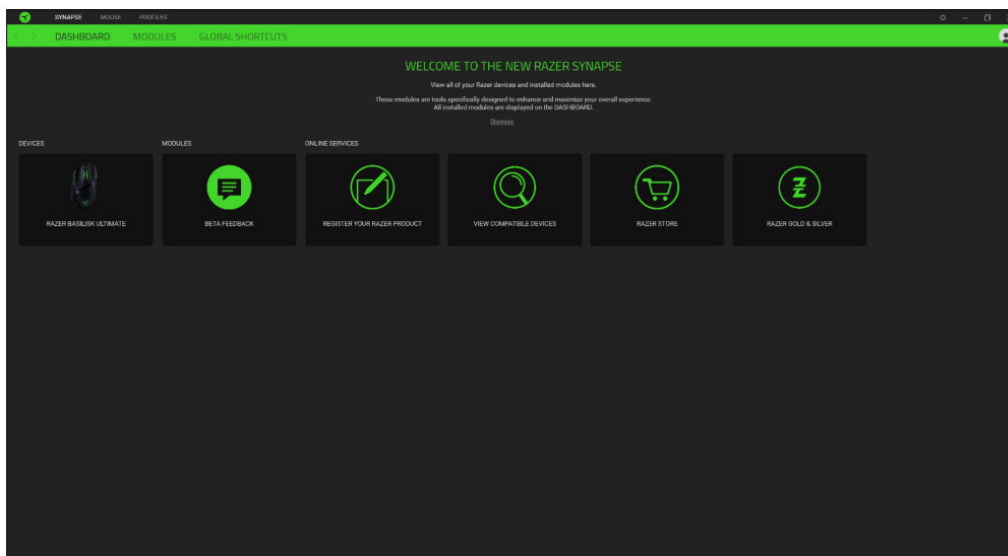 SYNAPSE MOUSE PROFILES
DASHBOARD MODULES GLOBAL SHORTCUTS
WELCOME TO THE NEW RAZER SYNAPSE
View all of your Razer devices and installed modules here.
These modules are tools specifically designed to enhance and maximize your overall experience.
All installed modules are displayed on the DASHBOARD.
Dismiss
DEVICES MODULES ONLINE SERVICES
RAZER BASILISK ULTIMATE BETA FEEDBACK REGISTER YOUR RAZER PRODUCT VIEW COMPATIBLE DEVICES RAZER STORE RAZER GOLD & SILVER